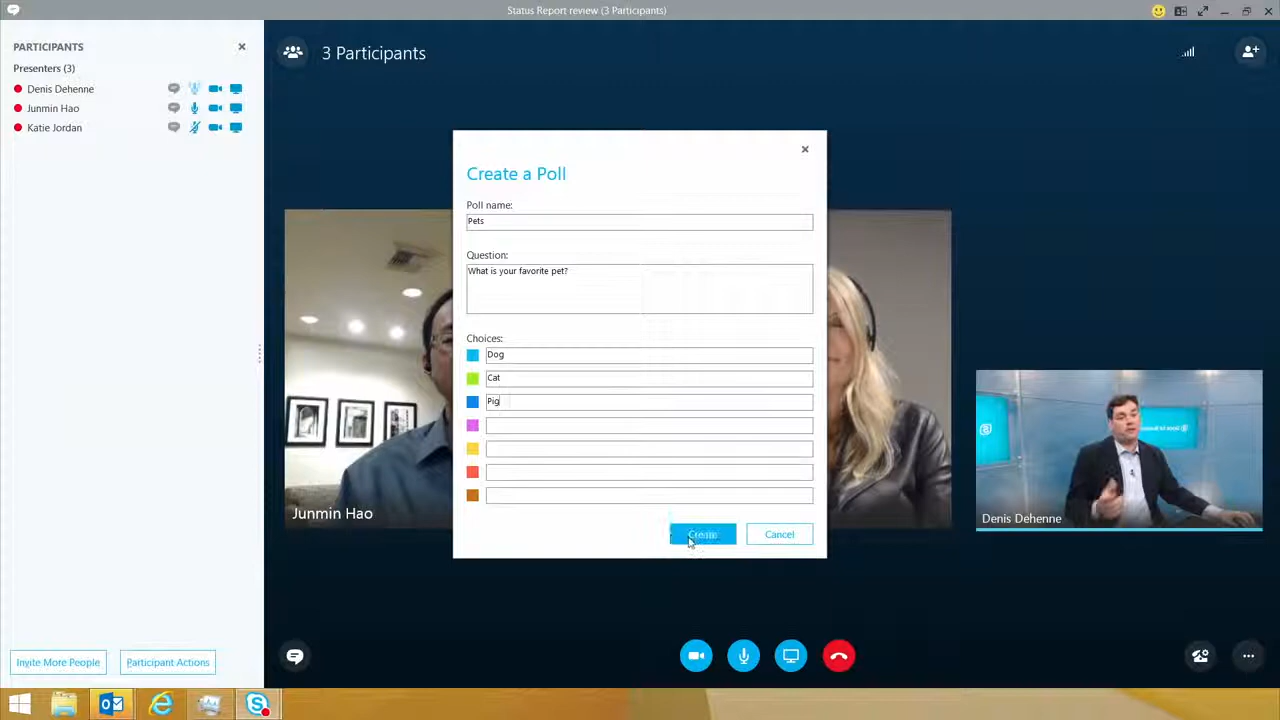 Status Report review (3 Participants)
PARTICIPANTS
Presenters (3)
Denis Dehenne
Junmin Hao
Katie Jordan
3 Participants
Create a Poll
Poll name:
Pets
Question:
What is your favorite pet?
Choices:
Dog
Cat
Pig
Create
Cancel
Junmin Hao
Denis Dehenne
Invite More People
Participant Actions